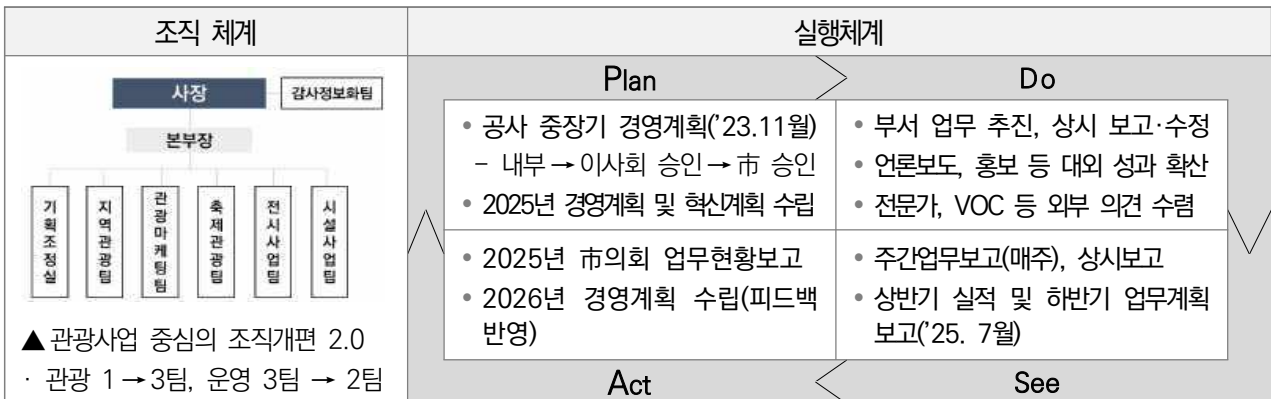 조직 체계
실행체계
사장
감사정보화팀
본부장
기획조정실
지역관광팀
관광마케팅팀
축제관광팀
전시사업팀
시설사업팀
▲관광사업 중심의 조직개편 2.0
· 관광 1→3팀, 운영 3팀 → 2팀
Plan
Do
• 공사 중장기 경영계획(’23.11월)
- 내부→이사회 승인→市 승인
• 2025년 경영계획 및 혁신계획 수립
• 부서 업무 추진, 상시 보고·수정
• 언론보도, 홍보 등 대외 성과 확산
• 전문가, VOC 등 외부 의견 수렴
• 2025년 市의회 업무현황보고
• 2026년 경영계획 수립(피드백
반영)
• 주간업무보고(매주), 상시보고
• 상반기 실적 및 하반기 업무계획
보고(’25. 7월)
Act
See